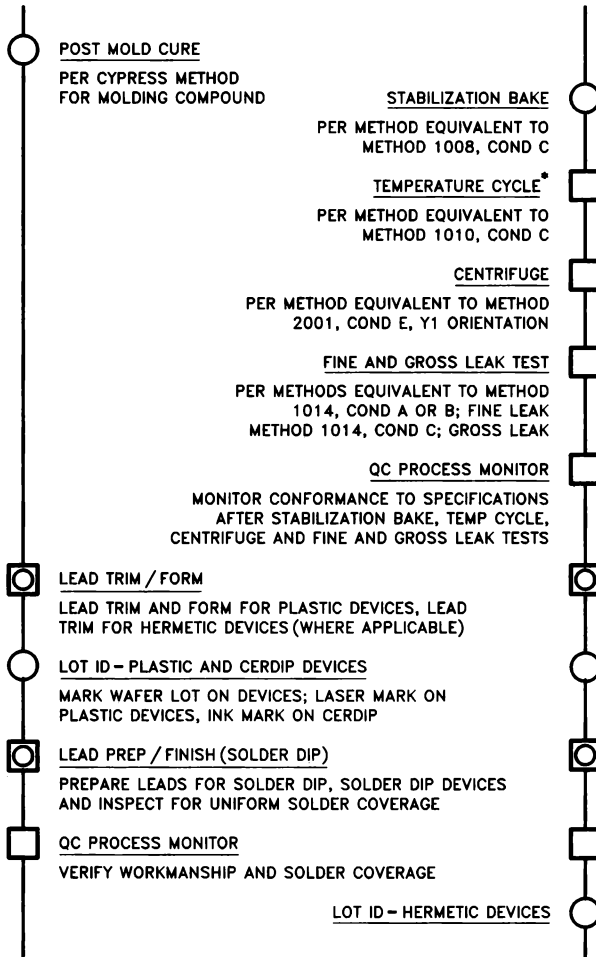 POST MOLD CURE
PER CYPRESS METHOD
FOR MOLDING COMPOUND
STABILIZATION BAKE
PER METHOD EQUIVALENT TO
METHOD 1008, COND C
TEMPERATURE CYCLE*
PER METHOD EQUIVALENT TO
METHOD 1010, COND C
CENTRIFUGE
PER METHOD EQUIVALENT TO METHOD
2001, COND E, Y1 ORIENTATION
FINE AND GROSS LEAK TEST
PER METHODS EQUIVALENT TO METHOD
1014, COND A OR B; FINE LEAK
METHOD 1014, COND C; GROSS LEAK
QC PROCESS MONITOR
MONITOR CONFORMANCE TO SPECIFICATIONS
AFTER STABILIZATION BAKE, TEMP CYCLE,
CENTRIFUGE AND FINE AND GROSS LEAK TESTS
LEAD TRIM / FORM
LEAD TRIM AND FORM FOR PLASTIC DEVICES, LEAD
TRIM FOR HERMETIC DEVICES (WHERE APPLICABLE)
LOT ID – PLASTIC AND CERDIP DEVICES
MARK WAFER LOT ON DEVICES; LASER MARK ON
PLASTIC DEVICES, INK MARK ON CERDIP
LEAD PREP / FINISH (SOLDER DIP)
PREPARE LEADS FOR SOLDER DIP, SOLDER DIP DEVICES
AND INSPECT FOR UNIFORM SOLDER COVERAGE
QC PROCESS MONITOR
VERIFY WORKMANSHIP AND SOLDER COVERAGE
LOT ID – HERMETIC DEVICES